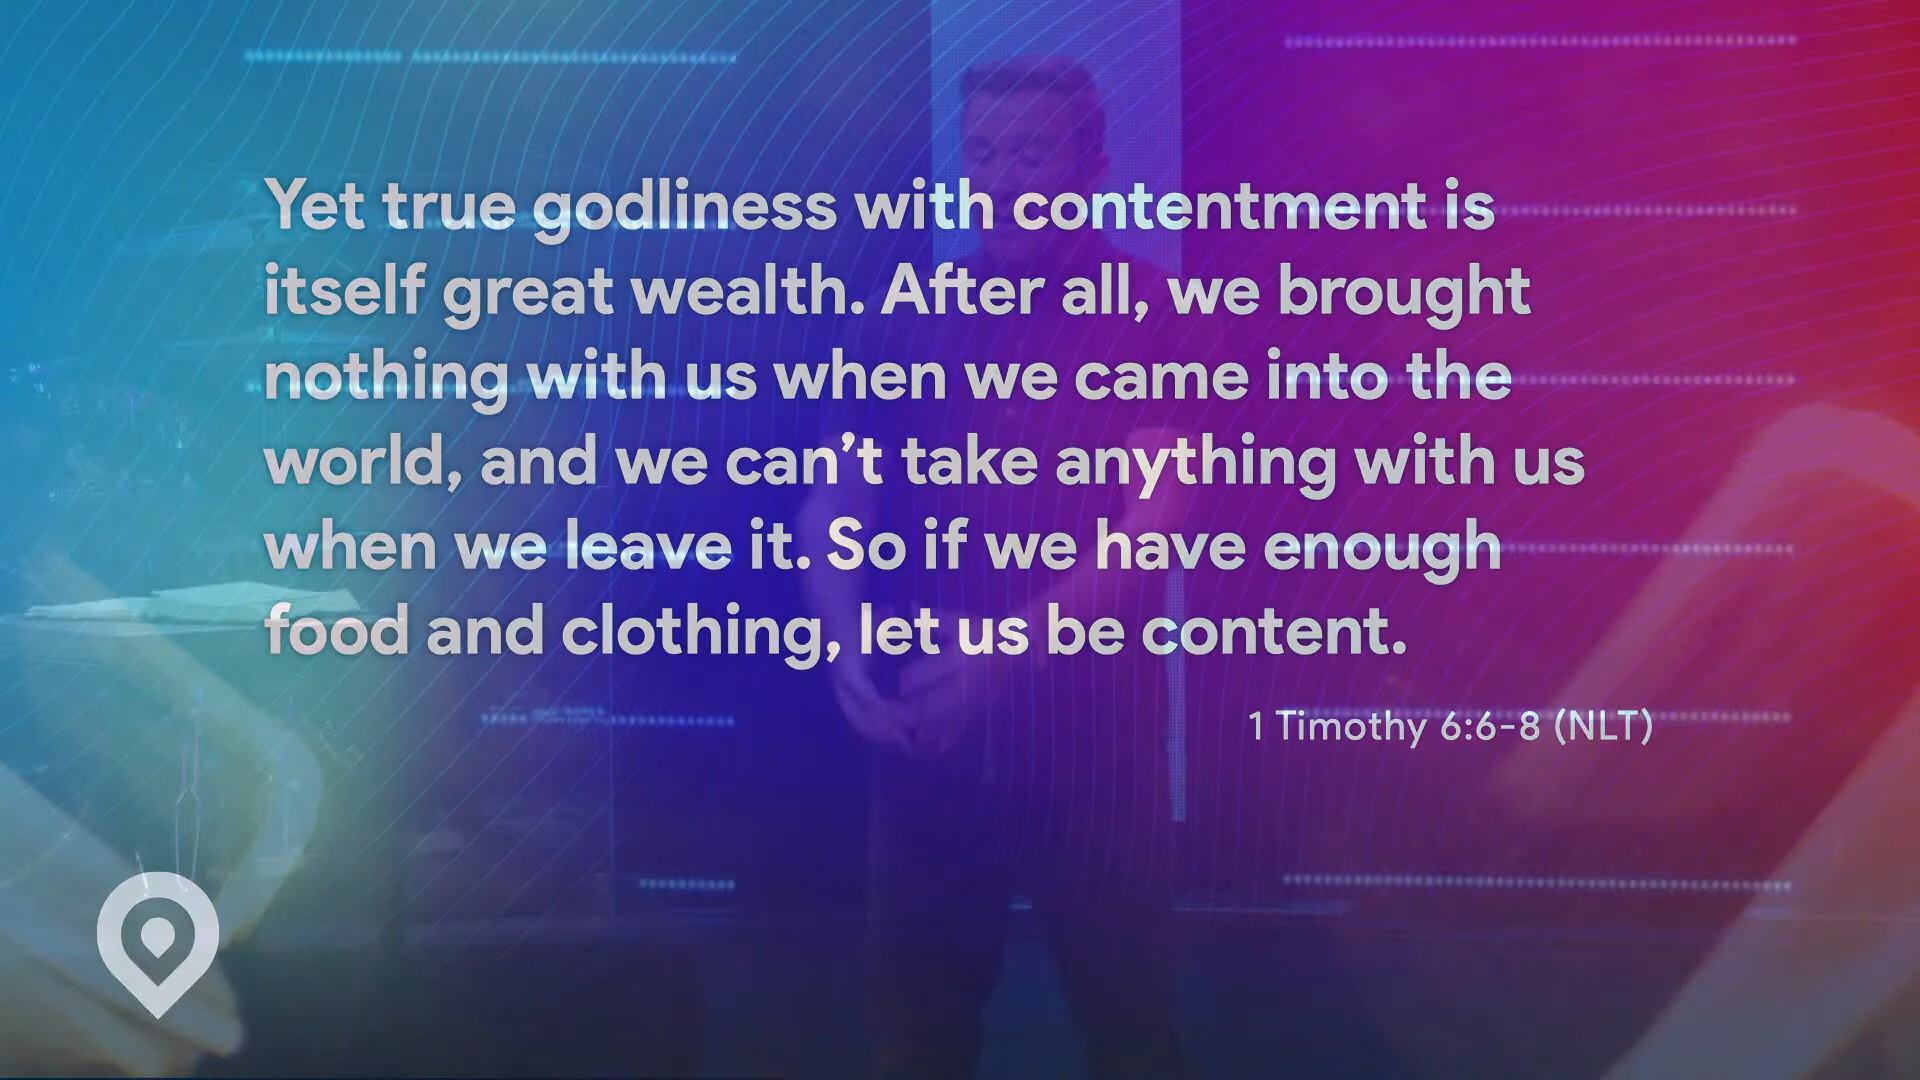 Yet true godliness with contentment is
itself great wealth. After all, we brought
nothing with us when we came into the
world, and we can’t take anything with us
when we leave it. So if we have enough
food and clothing, let us be content.
1 Timothy 6:6-8 (NLT)